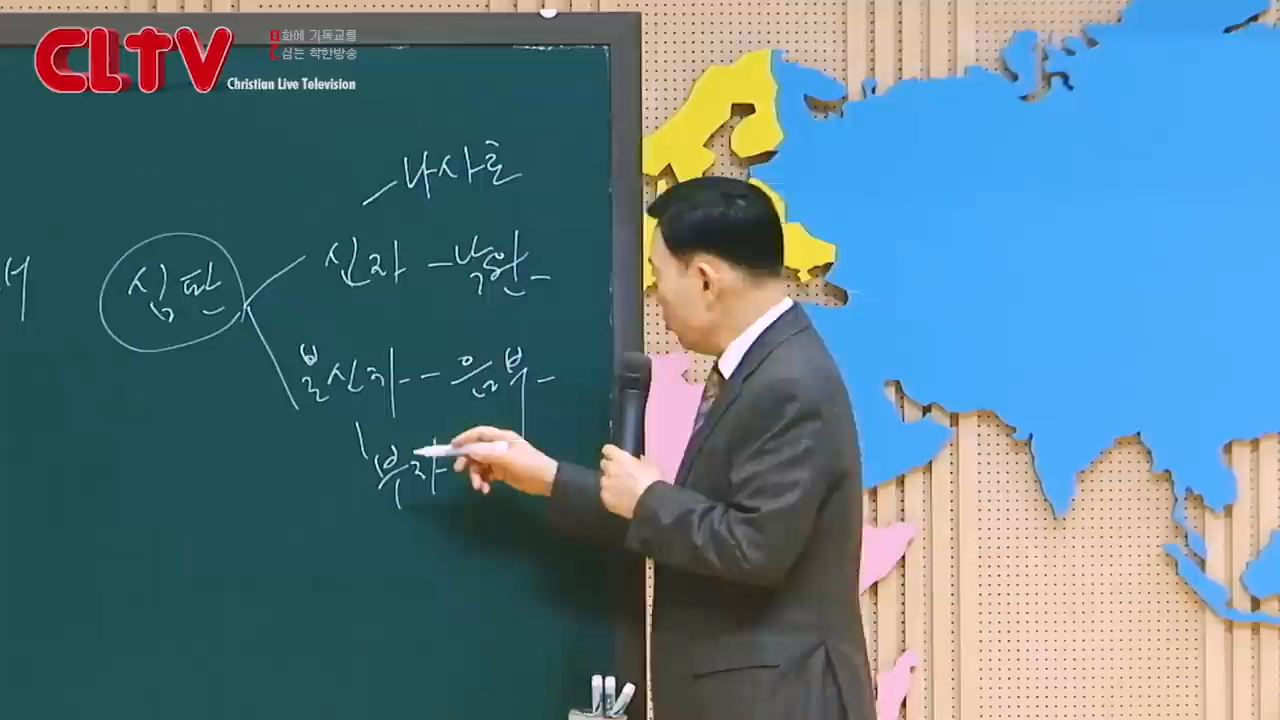 CLTV
문화에 기독교를
심는 착한방송
Christian Live Television
나사로
심판
신자 - 낙원 -
불신자 -- 음부 -
부자